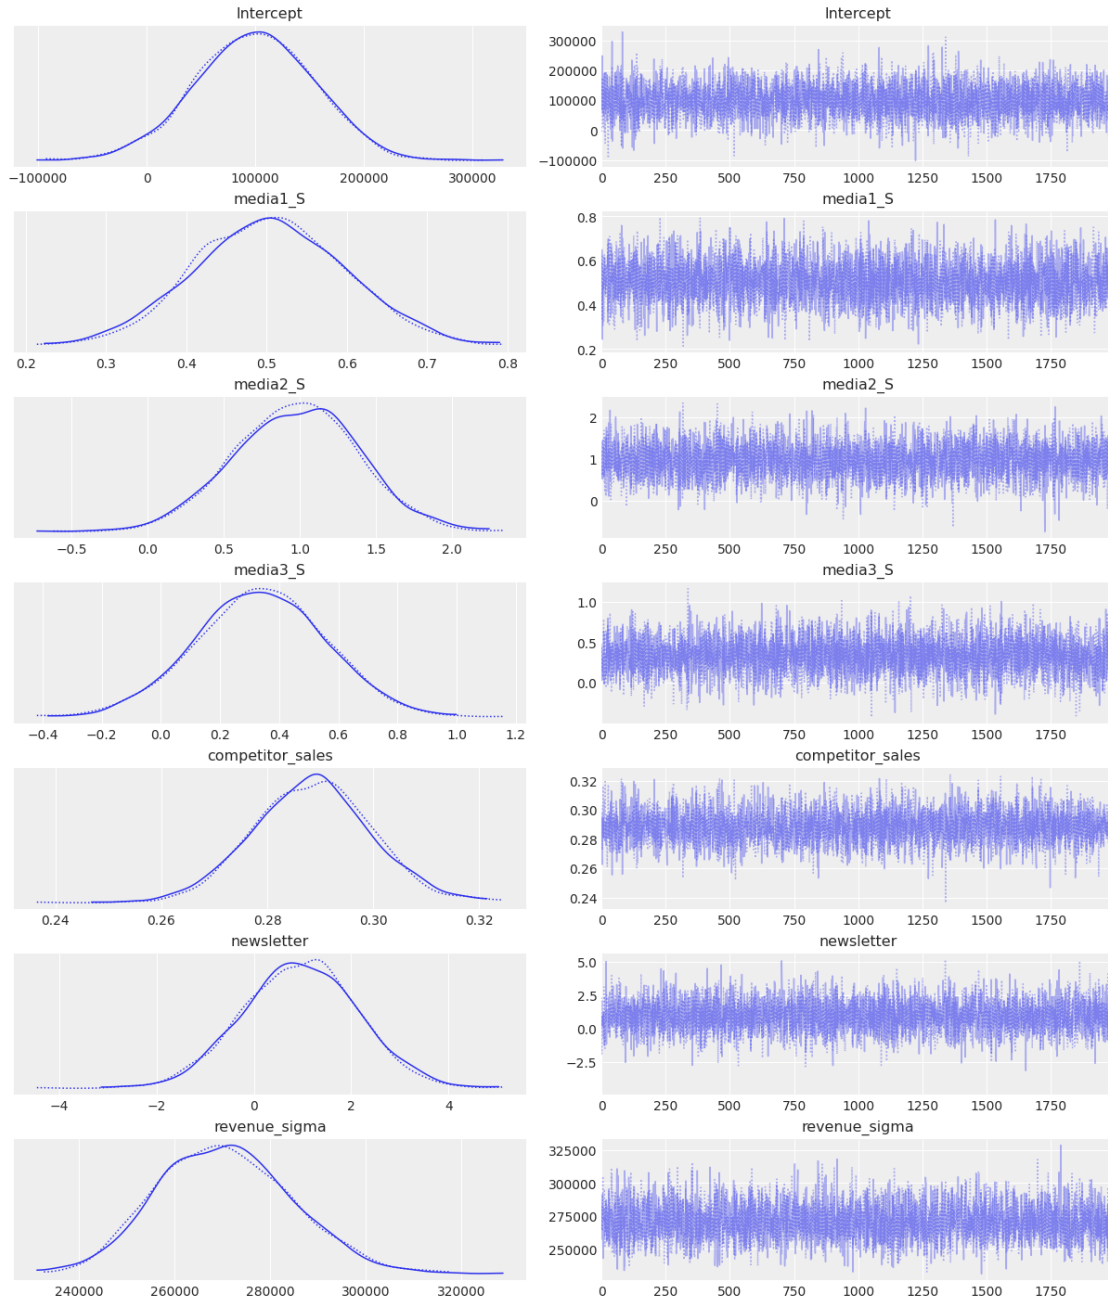 Intercept Intercept
300000
200000
100000
0
−100000
−100000 0 100000 200000 300000 0 250 500 750 1000 1250 1500 1750
media1_S media1_S
0.8
0.6
0.4
0.2
0.2 0.3 0.4 0.5 0.6 0.7 0.8 0 250 500 750 1000 1250 1500 1750
media2_S media2_S
2
1
0
−0.5 0.0 0.5 1.0 1.5 2.0 0 250 500 750 1000 1250 1500 1750
media3_S media3_S
1.0
0.5
0.0
−0.4 −0.2 0.0 0.2 0.4 0.6 0.8 1.0 1.2 0 250 500 750 1000 1250 1500 1750
competitor_sales competitor_sales
0.32
0.30
0.28
0.26
0.24
0.24 0.26 0.28 0.30 0.32 0 250 500 750 1000 1250 1500 1750
newsletter newsletter
5.0
2.5
0.0
−2.5
−4 −2 0 2 4 0 250 500 750 1000 1250 1500 1750
revenue_sigma revenue_sigma
325000
300000
275000
250000
240000 260000 280000 300000 320000 0 250 500 750 1000 1250 1500 1750